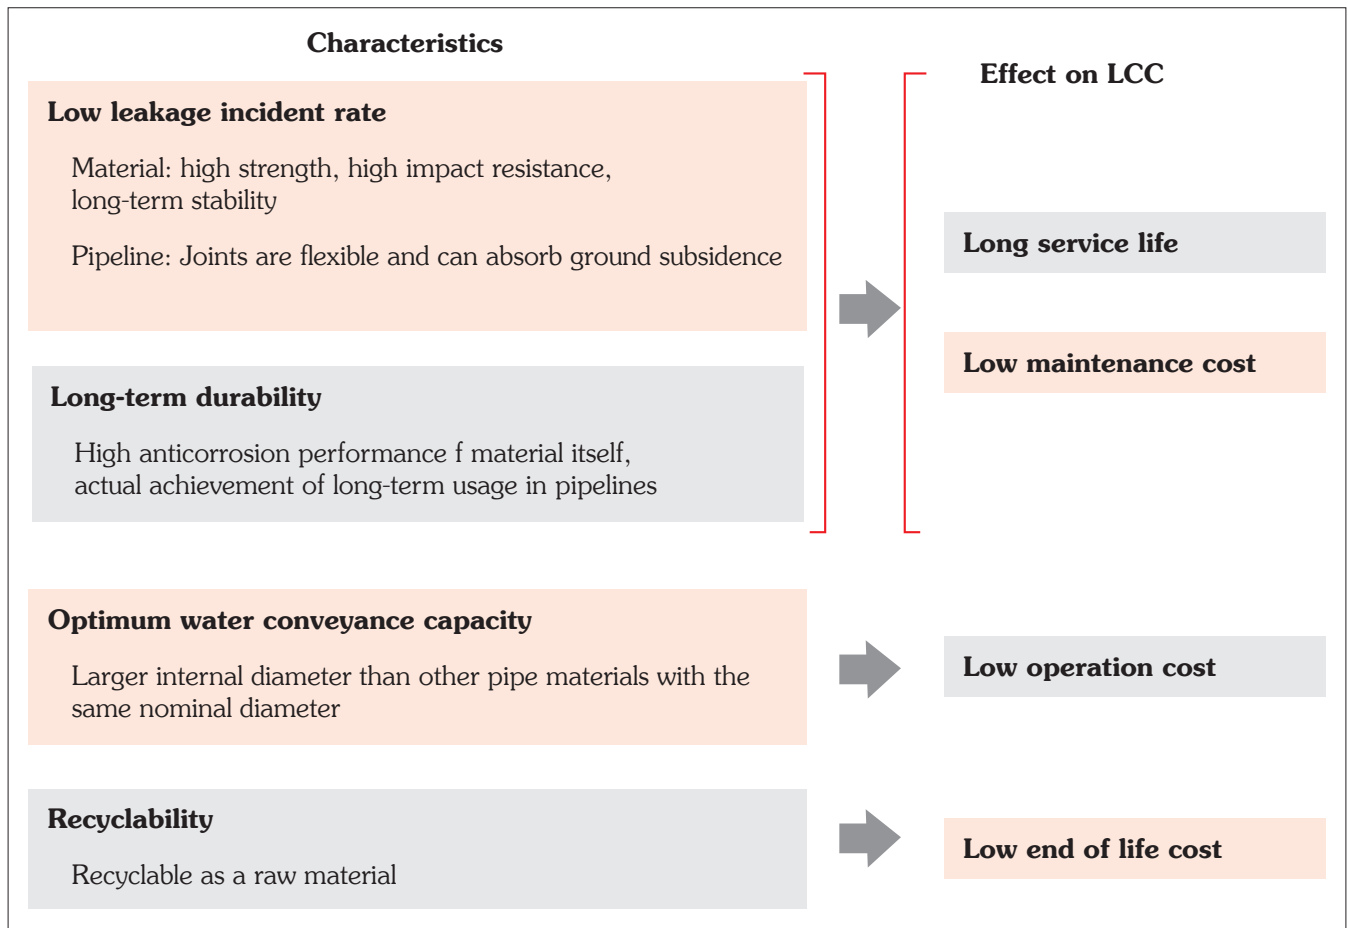 Characteristics
Effect on LCC
Low leakage incident rate
Material: high strength, high impact resistance,
long-term stability
Pipeline: Joints are flexible and can absorb ground subsidence
Long service life
Low maintenance cost
Long-term durability
High anticorrosion performance f material itself,
actual achievement of long-term usage in pipelines
Optimum water conveyance capacity
Larger internal diameter than other pipe materials with the
same nominal diameter
Low operation cost
Recyclability
Recyclable as a raw material
Low end of life cost